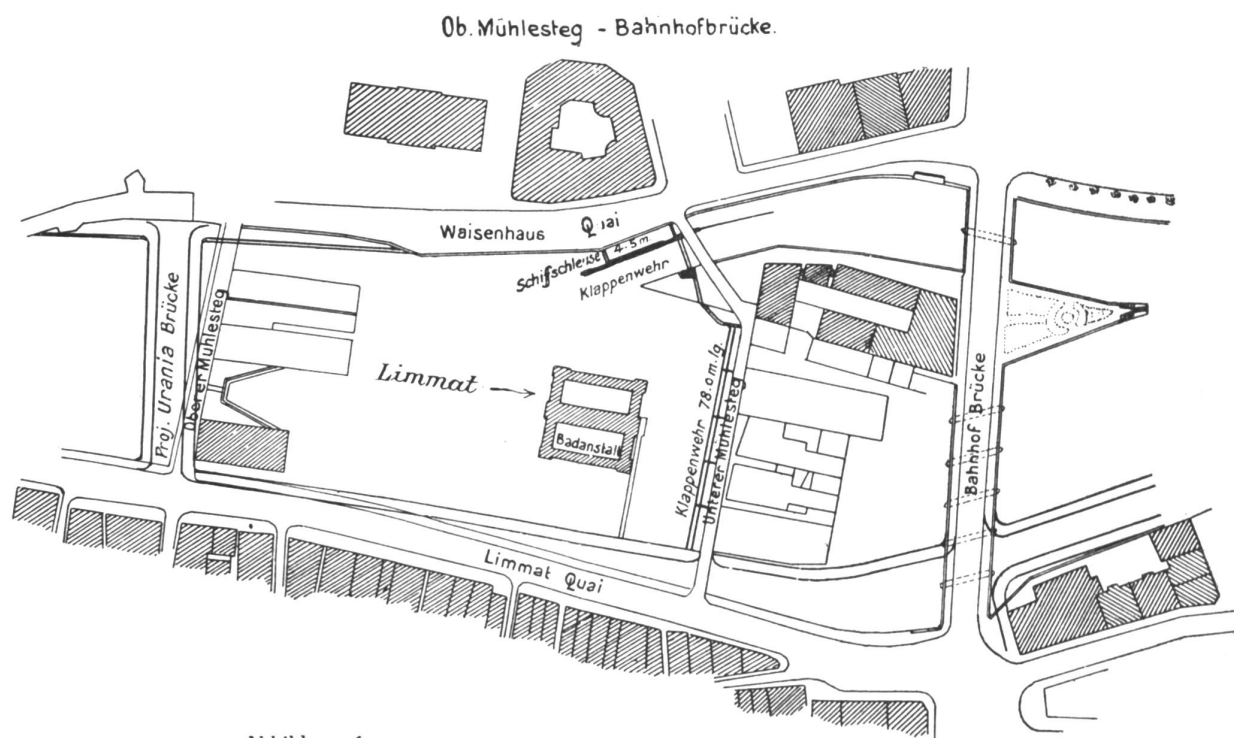 Ob. Mühlesteg - Bahnhofbrücke.
Waisenhaus Quai
Schiffschleuse 4.5 m
Klappenwehr
Proj. Urania Brücke
Oberer Mühlesteg
Limmat
Badanstalt
Klappenwehr 78.0 m.lg.
Unterer Mühlesteg
Bahnhof Brücke
Limmat Quai